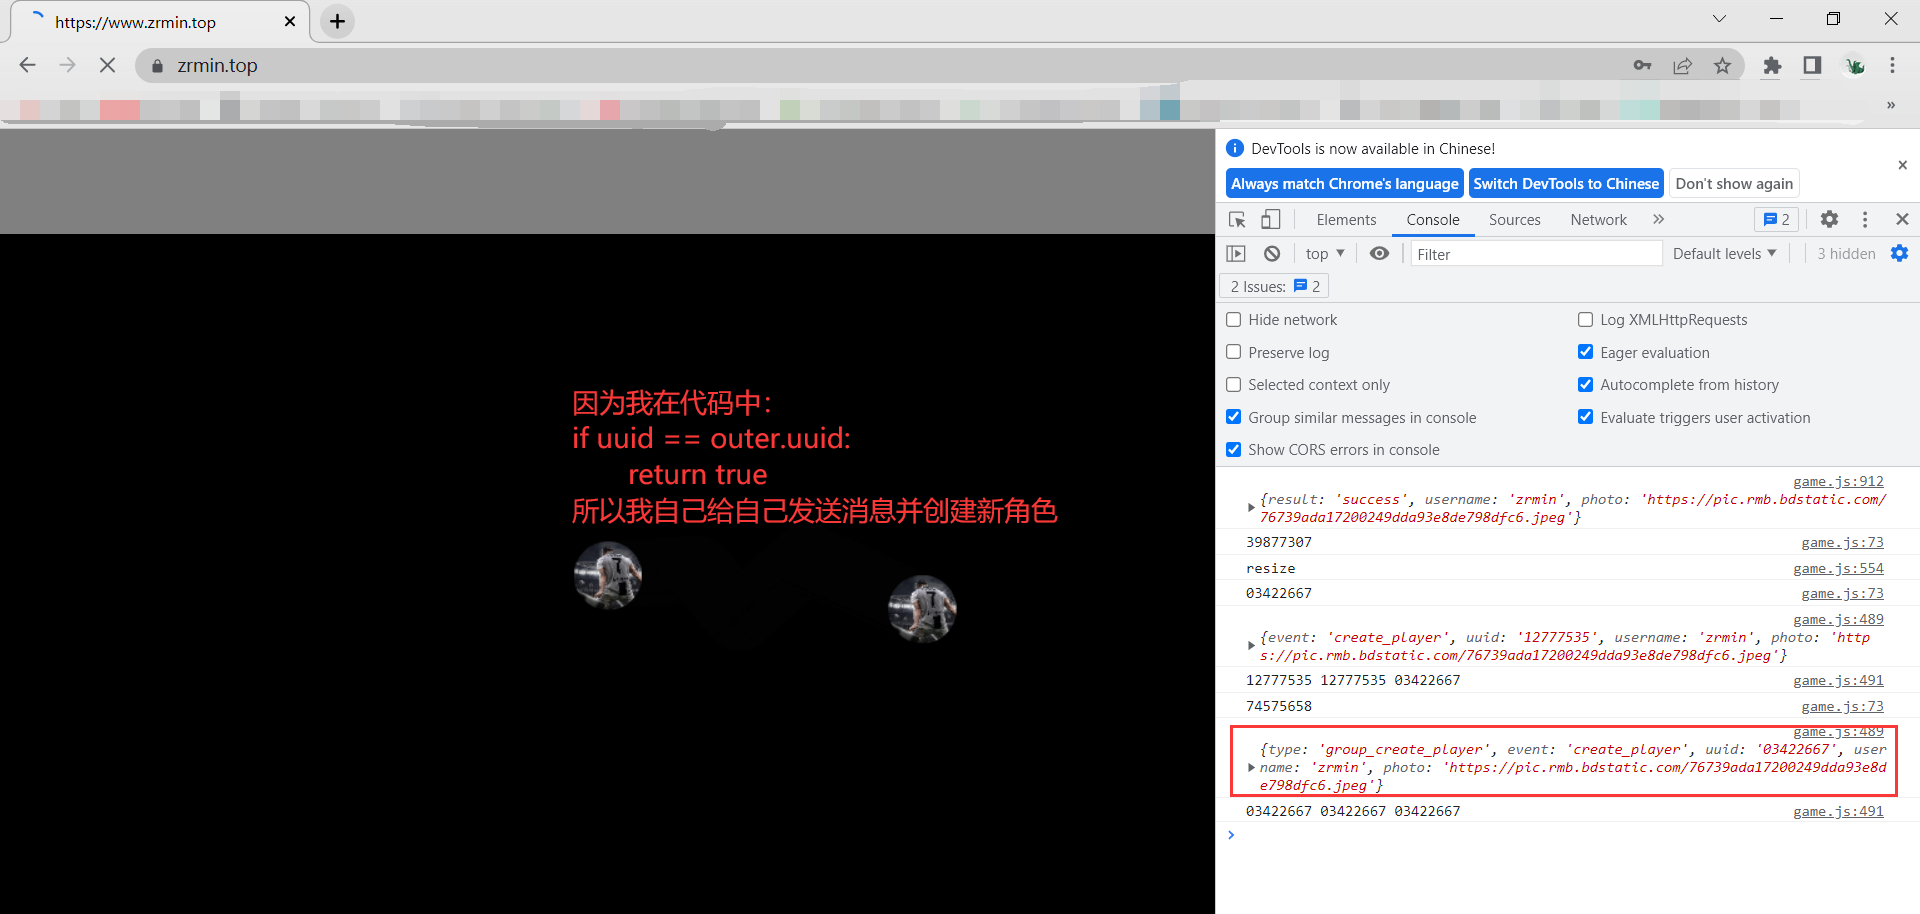 https://www.zrmin.top
zrmin.top
»
DevTools is now available in Chinese!
Always match Chrome's language
Switch DevTools to Chinese
Don't show again
Elements
Console
Sources
Network
»
2
top
Filter
Default levels
3 hidden
2 Issues:
2
Hide network
Log XMLHttpRequests
Preserve log
Eager evaluation
Selected context only
Autocomplete from history
Group similar messages in console
Evaluate triggers user activation
Show CORS errors in console
因为我在代码中：
if uuid == outer.uuid:
return true
所以我自己给自己发送消息并创建新角色
game.js:912
{result: 'success', username: 'zrmin', photo: 'https://pic.rmb.bdstatic.com/
76739ada17200249dda93e8de798dfc6.jpeg'}
39877307 game.js:73
resize game.js:554
03422667 game.js:73
game.js:489
{event: 'create_player', uuid: '12777535', username: 'zrmin', photo: 'http
s://pic.rmb.bdstatic.com/76739ada17200249dda93e8de798dfc6.jpeg'}
12777535 12777535 03422667 game.js:491
74575658 game.js:73
game.js:489
{type: 'group_create_player', event: 'create_player', uuid: '03422667', user
name: 'zrmin', photo: 'https://pic.rmb.bdstatic.com/76739ada17200249dda93e8d
e798dfc6.jpeg'}
03422667 03422667 03422667 game.js:491